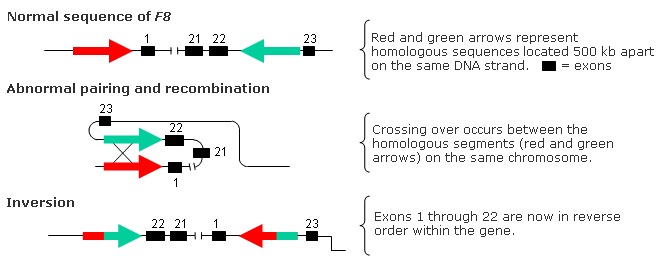 Normal sequence of F8
1 21 22 23
Red and green arrows represent
homologous sequences located 500 kb apart
on the same DNA strand. = exons
Abnormal pairing and recombination
23
22
21
1
Crossing over occurs between the
homologous segments (red and green
arrows) on the same chromosome.
Inversion
22 21 1 23
Exons 1 through 22 are now in reverse
order within the gene.